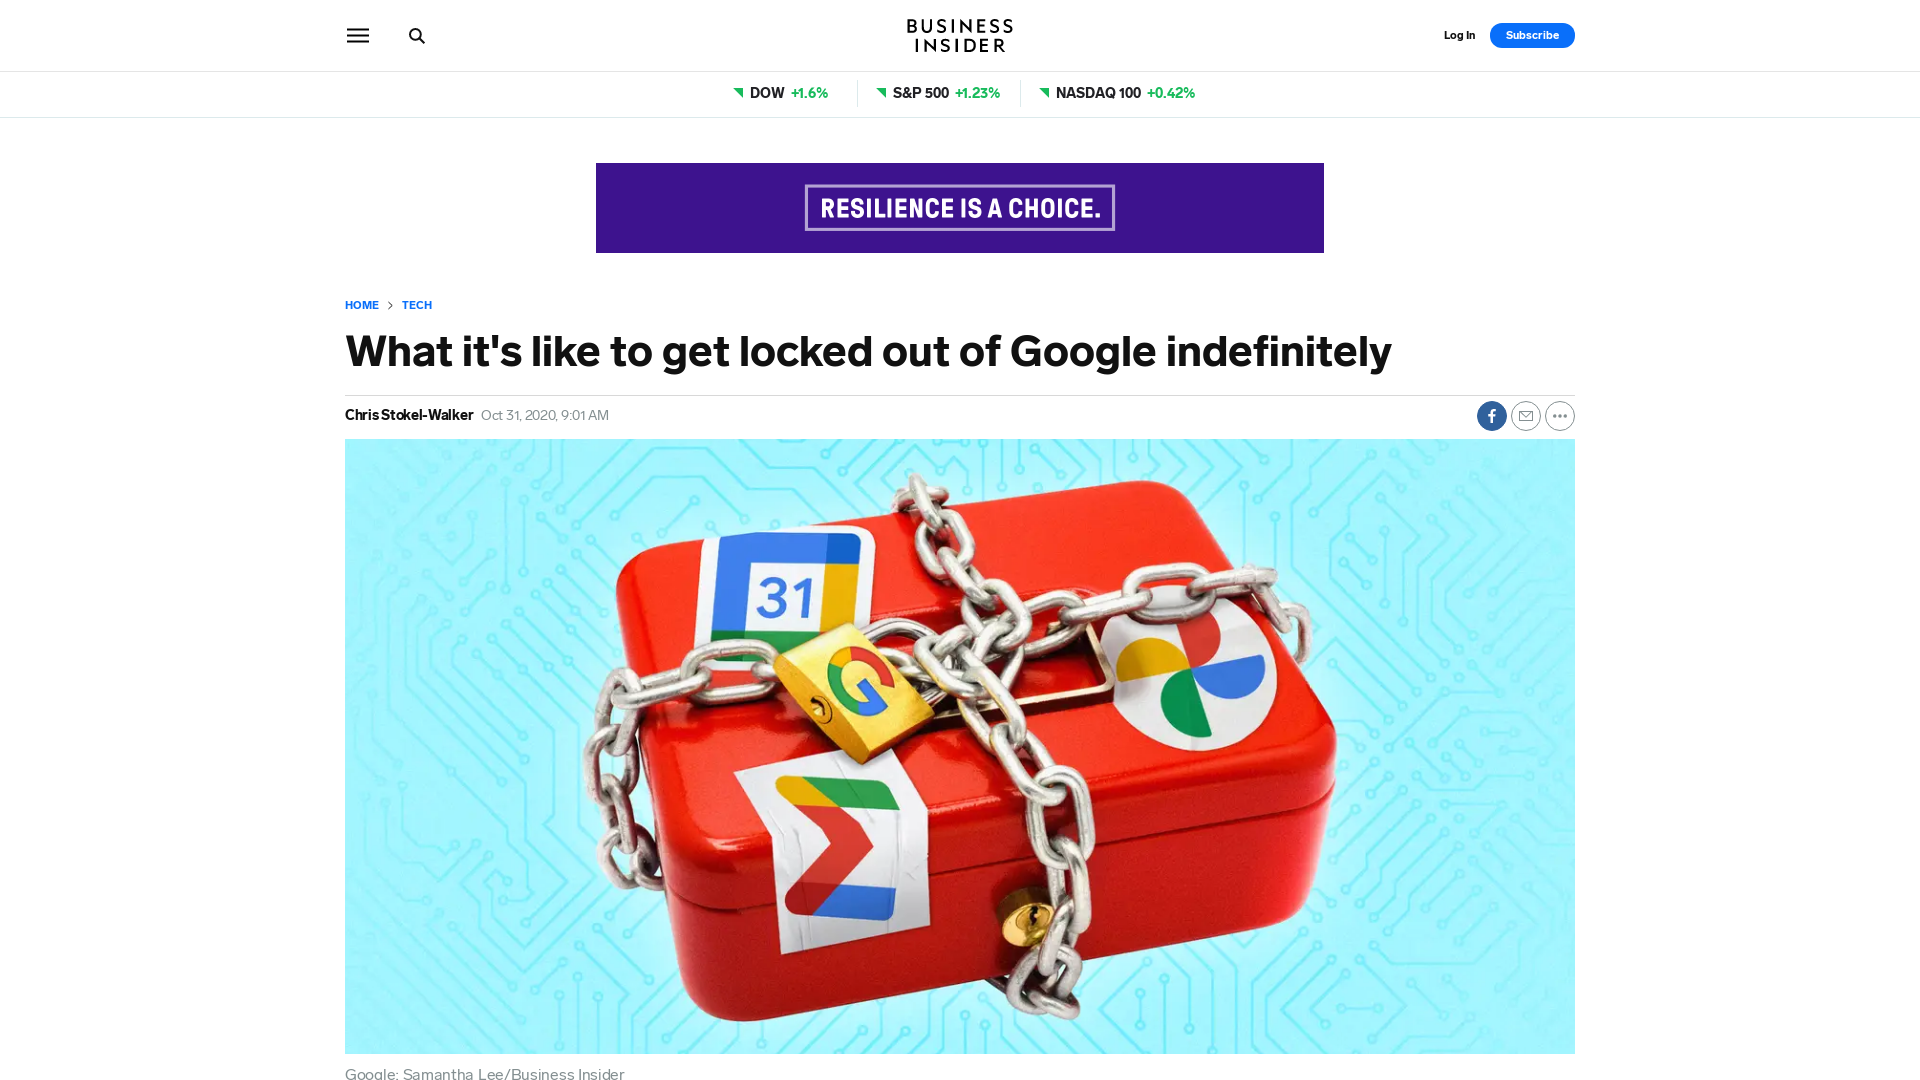 BUSINESS
INSIDER
Log In
Subscribe
DOW +1.6%
S&P 500 +1.23%
NASDAQ 100 +0.42%
RESILIENCE IS A CHOICE.
HOME > TECH
What it's like to get locked out of Google indefinitely
Chris Stokel-Walker Oct 31, 2020, 9:01 AM
31
G
Google; Samantha Lee/Business Insider